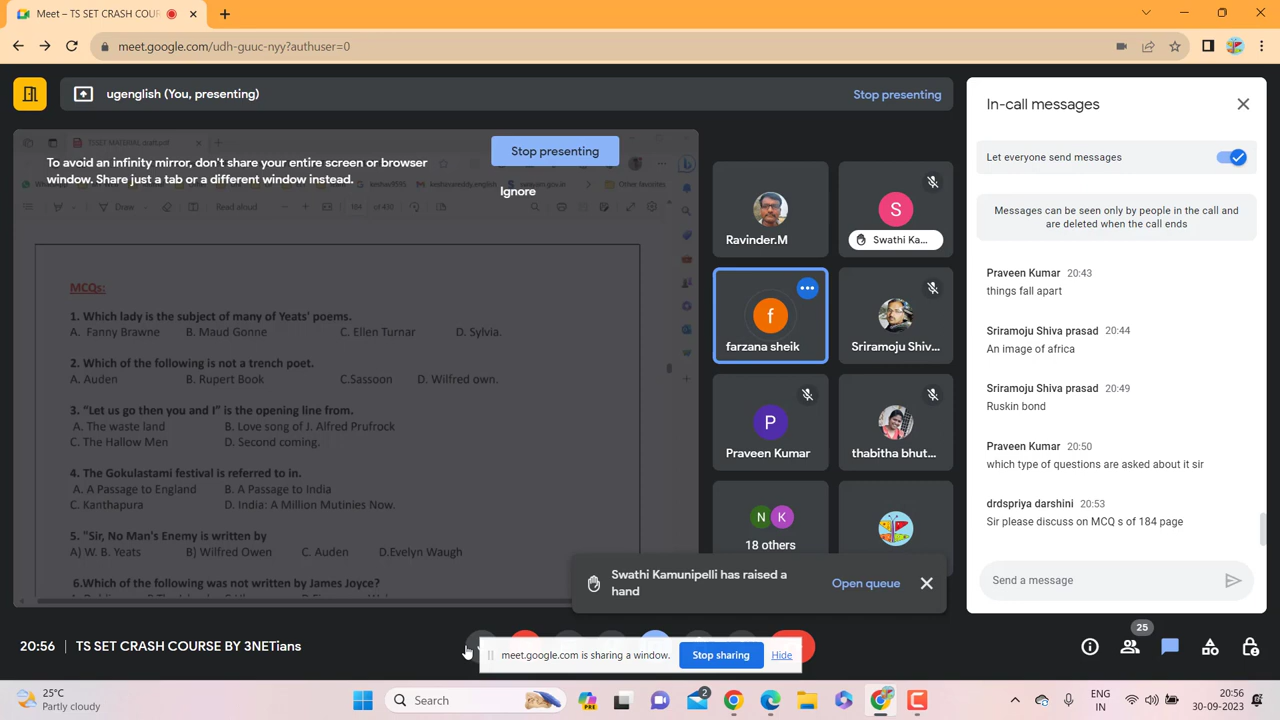 Meet – TS SET CRASH COURS
meet.google.com/udh-guuc-nyy?authuser=0
ugenglish (You, presenting)
Stop presenting
To avoid an infinity mirror, don't share your entire screen or browser
window. Share just a tab or a different window instead.
Stop presenting
Ignore
TSSET MATERIAL draft.pdf
Draw
Read aloud
Other favorites
MCQs:
1. Which lady is the subject of many of Yeats' poems.
A. Fanny Brawne B. Maud Gonne C. Ellen Turnar D. Sylvia.
2. Which of the following is not a trench poet.
A. Auden B. Rupert Book C.Sassoon D. Wilfred own.
3. “Let us go then you and I” is the opening line from.
A. The waste land B. Love song of J. Alfred Prufrock
C. The Hallow Men D. Second coming.
4. The Gokulastami festival is referred to in.
A. A Passage to England B. A Passage to India
C. Kanthapura D. India: A Million Mutinies Now.
5. "Sir, No Man's Enemy is written by
A) W. B. Yeats B] Wilfred Owen C. Auden D.Evelyn Waugh
6.Which of the following was not written by James Joyce?
Ravinder.M
S
Swathi Ka...
f
farzana sheik
Sriramoju Shiv...
P
Praveen Kumar
thabitha bhut...
N K
18 others
Swathi Kamunipelli has raised a
hand
Open queue
In-call messages
Let everyone send messages
Messages can be seen only by people in the call and
are deleted when the call ends
Praveen Kumar 20:43
things fall apart
Sriramoju Shiva prasad 20:44
An image of africa
Sriramoju Shiva prasad 20:49
Ruskin bond
Praveen Kumar 20:50
which type of questions are asked about it sir
drdspriya darshini 20:53
Sir please discuss on MCQ s of 184 page
Send a message
20:56 | TS SET CRASH COURSE BY 3NETians
meet.google.com is sharing a window.
Stop sharing
Hide
25
25°C
Partly cloudy
Search
PRE
2
ENG
IN
20:56
30-09-2023